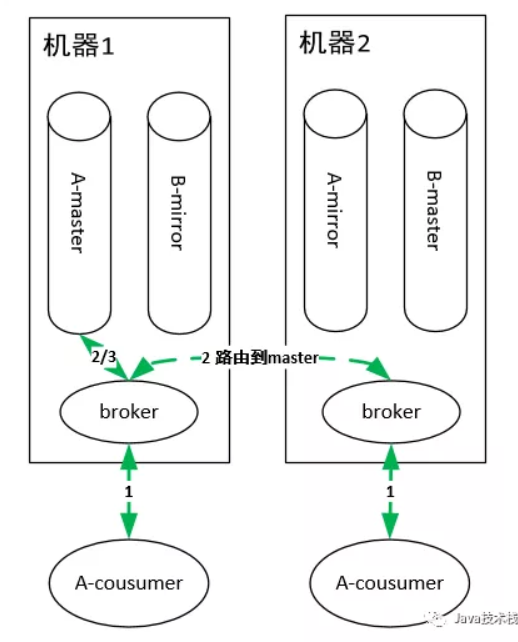 机器1
机器2
A-master
B-mirror
A-mirror
B-master
2/3
2 路由到master
broker
broker
1
1
A-cousumer
A-cousumer
Java技术栈